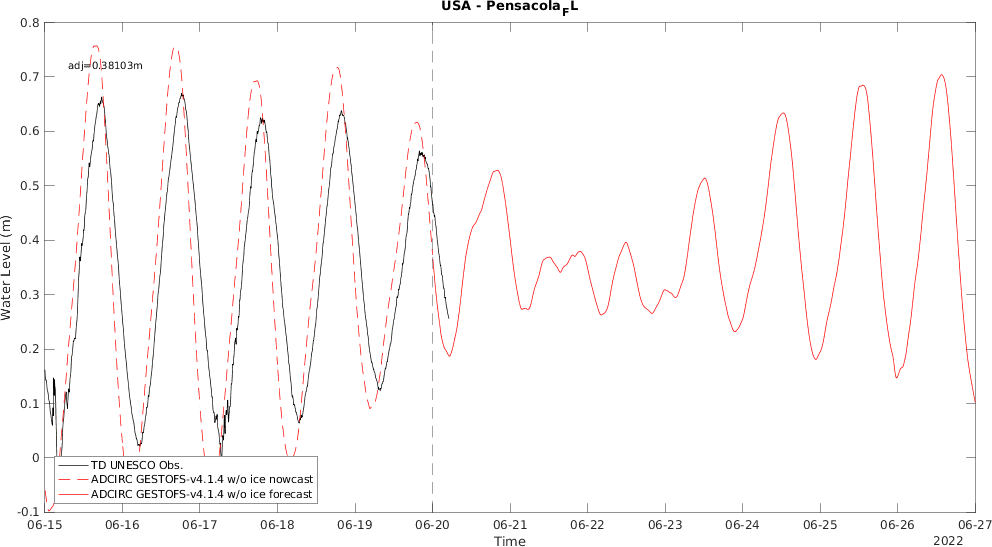 USA - Pensacola_FL
0.8
adj=0.38103m
0.7
0.6
0.5
0.4
0.3
0.2
0.1
0
-0.1
Water Level (m)
TD UNESCO Obs.
ADCIRC GESTOFS-v4.1.4 w/o ice nowcast
ADCIRC GESTOFS-v4.1.4 w/o ice forecast
06-15 06-16 06-17 06-18 06-19 06-20 06-21 06-22 06-23 06-24 06-25 06-26 06-27
Time
2022